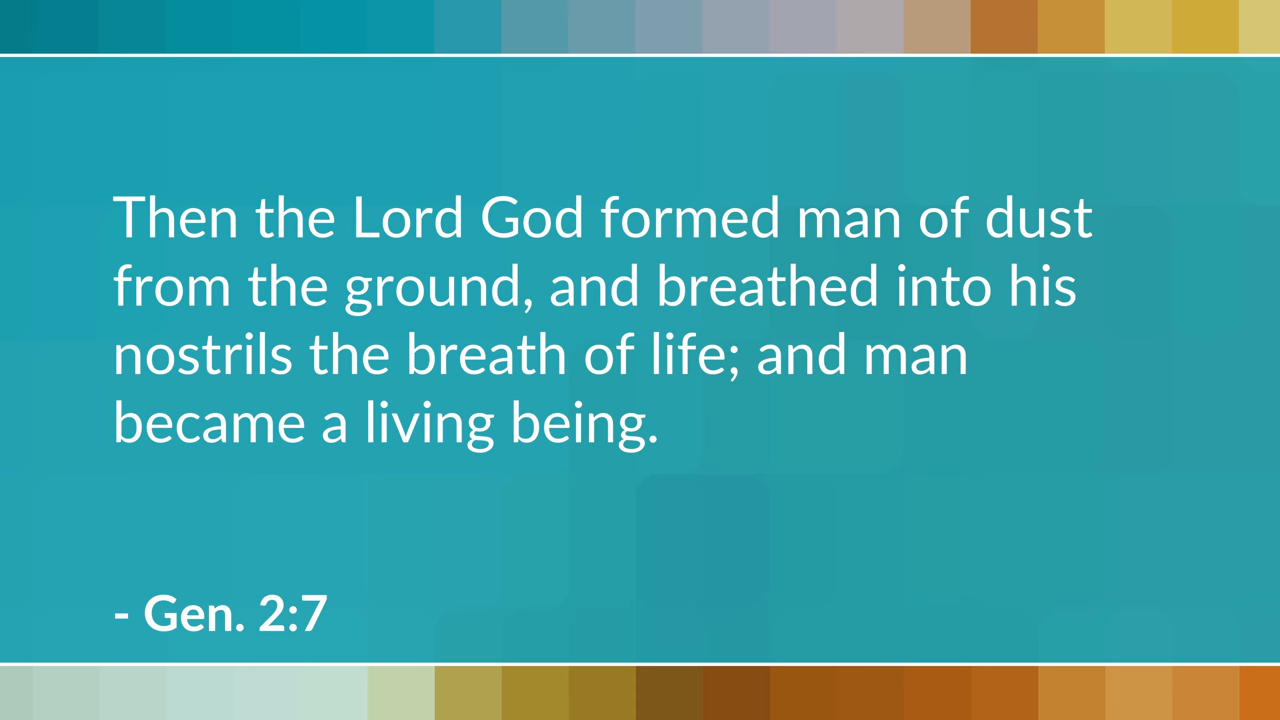 Then the Lord God formed man of dust
from the ground, and breathed into his
nostrils the breath of life; and man
became a living being.
- Gen. 2:7